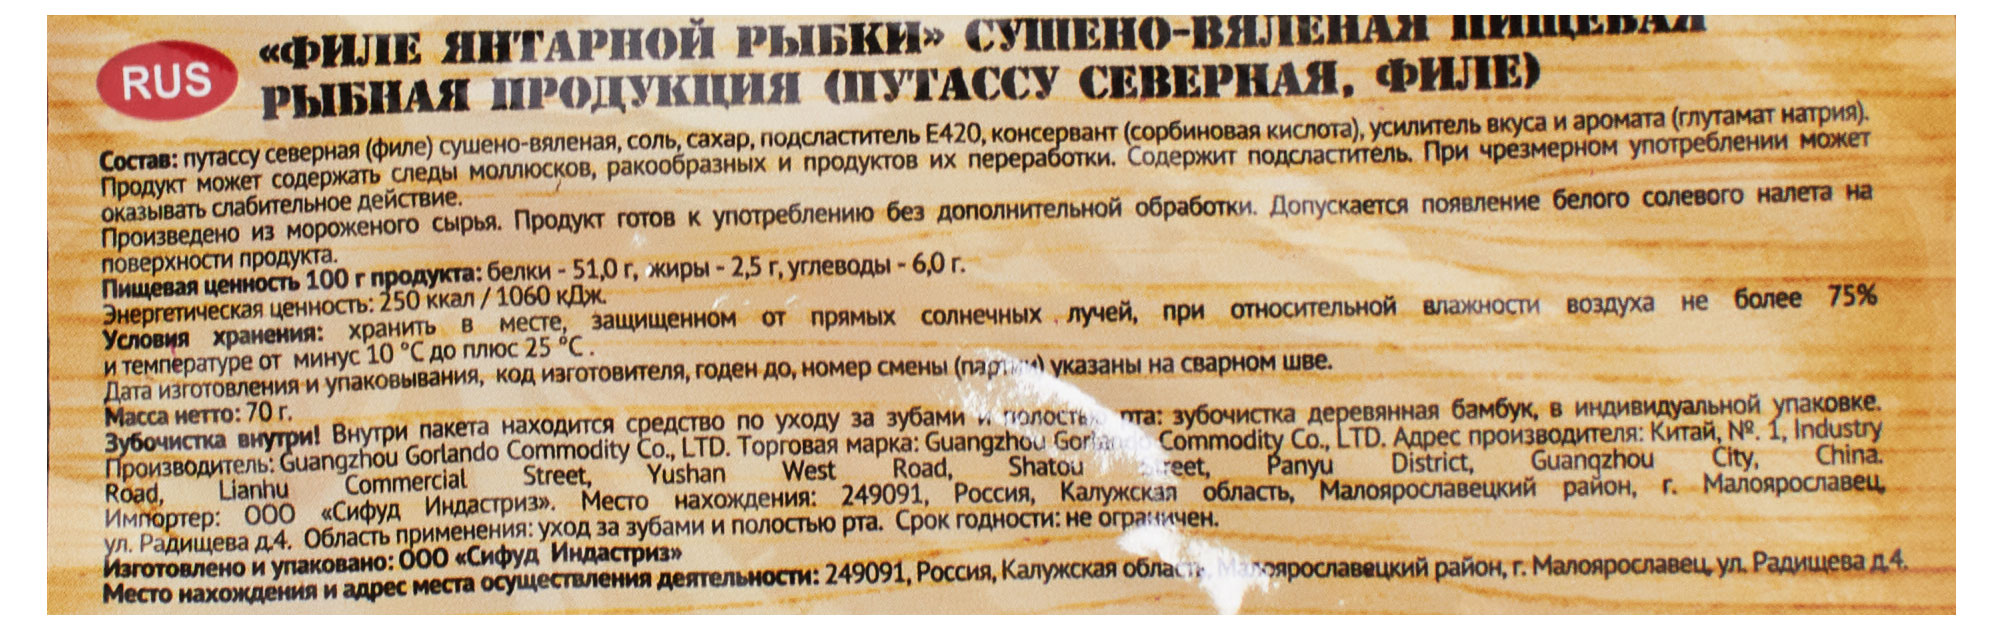 RUS
«ФИЛЕ ЯНТАРНОЙ РЫБКИ» СУШЕНО-ВЯЛЕНАЯ ПИЩЕВАЯ
РЫБНАЯ ПРОДУКЦИЯ (ПУТАССУ СЕВЕРНАЯ, ФИЛЕ)
Состав: путассу северная (филе) сушено-вяленая, соль, сахар, подсластитель Е420, консервант (сорбиновая кислота), усилитель вкуса и аромата (глутамат натрия).
Продукт может содержать следы моллюсков, ракообразных и продуктов их переработки. Содержит подсластитель. При чрезмерном употреблении может
оказывать слабительное действие.
Произведено из мороженого сырья. Продукт готов к употреблению без дополнительной обработки. Допускается появление белого солевого налета на
поверхности продукта.
Пищевая ценность 100 г продукта: белки - 51,0 г, жиры - 2,5 г, углеводы - 6,0 г.
Энергетическая ценность: 250 ккал / 1060 кДж.
Условия хранения: хранить в месте, защищенном от прямых солнечных лучей, при относительной влажности воздуха не более 75%
и температуре от минус 10 °С до плюс 25 °С .
Дата изготовления и упаковывания, код изготовителя, годен до, номер смены (партии) указаны на сварном шве.
Масса нетто: 70 г.
Зубочистка внутри! Внутри пакета находится средство по уходу за зубами и полостью рта: зубочистка деревянная бамбук, в индивидуальной упаковке.
Производитель: Guangzhou Gorlando Commodity Co., LTD. Торговая марка: Guangzhou Gorlando Commodity Co., LTD. Адрес производителя: Китай, №. 1, Industry
Road, Lianhu Commercial Street, Yushan West Road, Shatou Street, Panyu District, Guangzhou City, China.
Импортер: ООО «Сифуд Индастриз». Место нахождения: 249091, Россия, Калужская область, Малоярославецкий район, г. Малоярославец,
ул. Радищева д.4. Область применения: уход за зубами и полостью рта. Срок годности: не ограничен.
Изготовлено и упаковано: ООО «Сифуд Индастриз»
Место нахождения и адрес места осуществления деятельности: 249091, Россия, Калужская область, Малоярославецкий район, г. Малоярославец, ул. Радищева д.4.